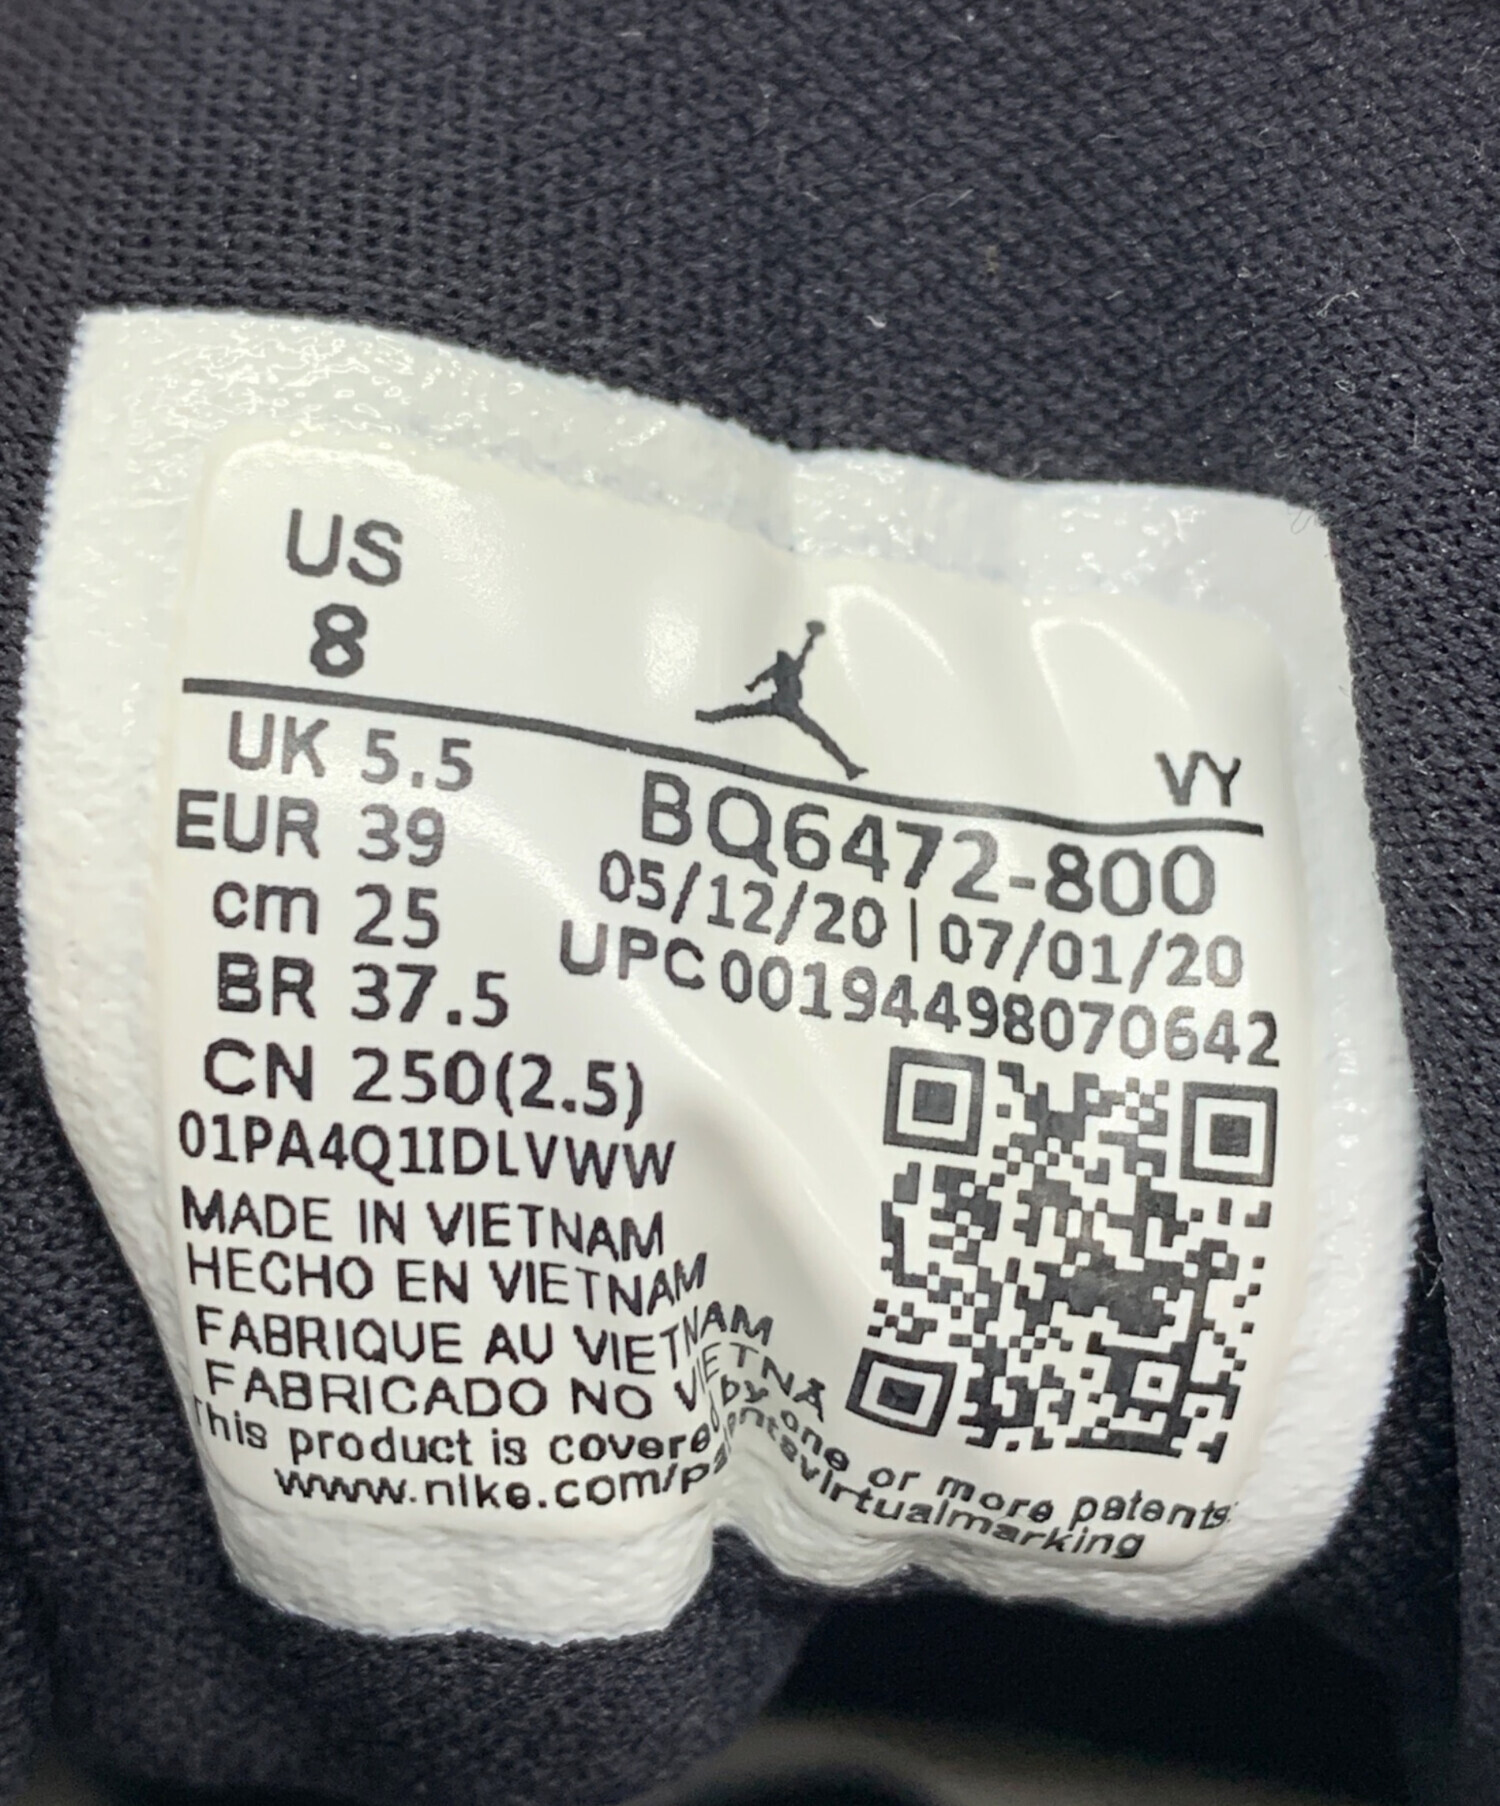 US
8
VY
UK 5.5
EUR 39
cm 25
BR 37.5
CN 250(2.5)
01PA4Q1IDLVWW
BQ6472-800
05/12/20 | 07/01/20
UPC 00194498070642
MADE IN VIETNAM
HECHO EN VIETNAM
FABRIQUE AU VIETNAM
FABRICADO NO VIETNÃ
This product is covered by one or more patents:
www.nike.com/patentsvirtualmarking